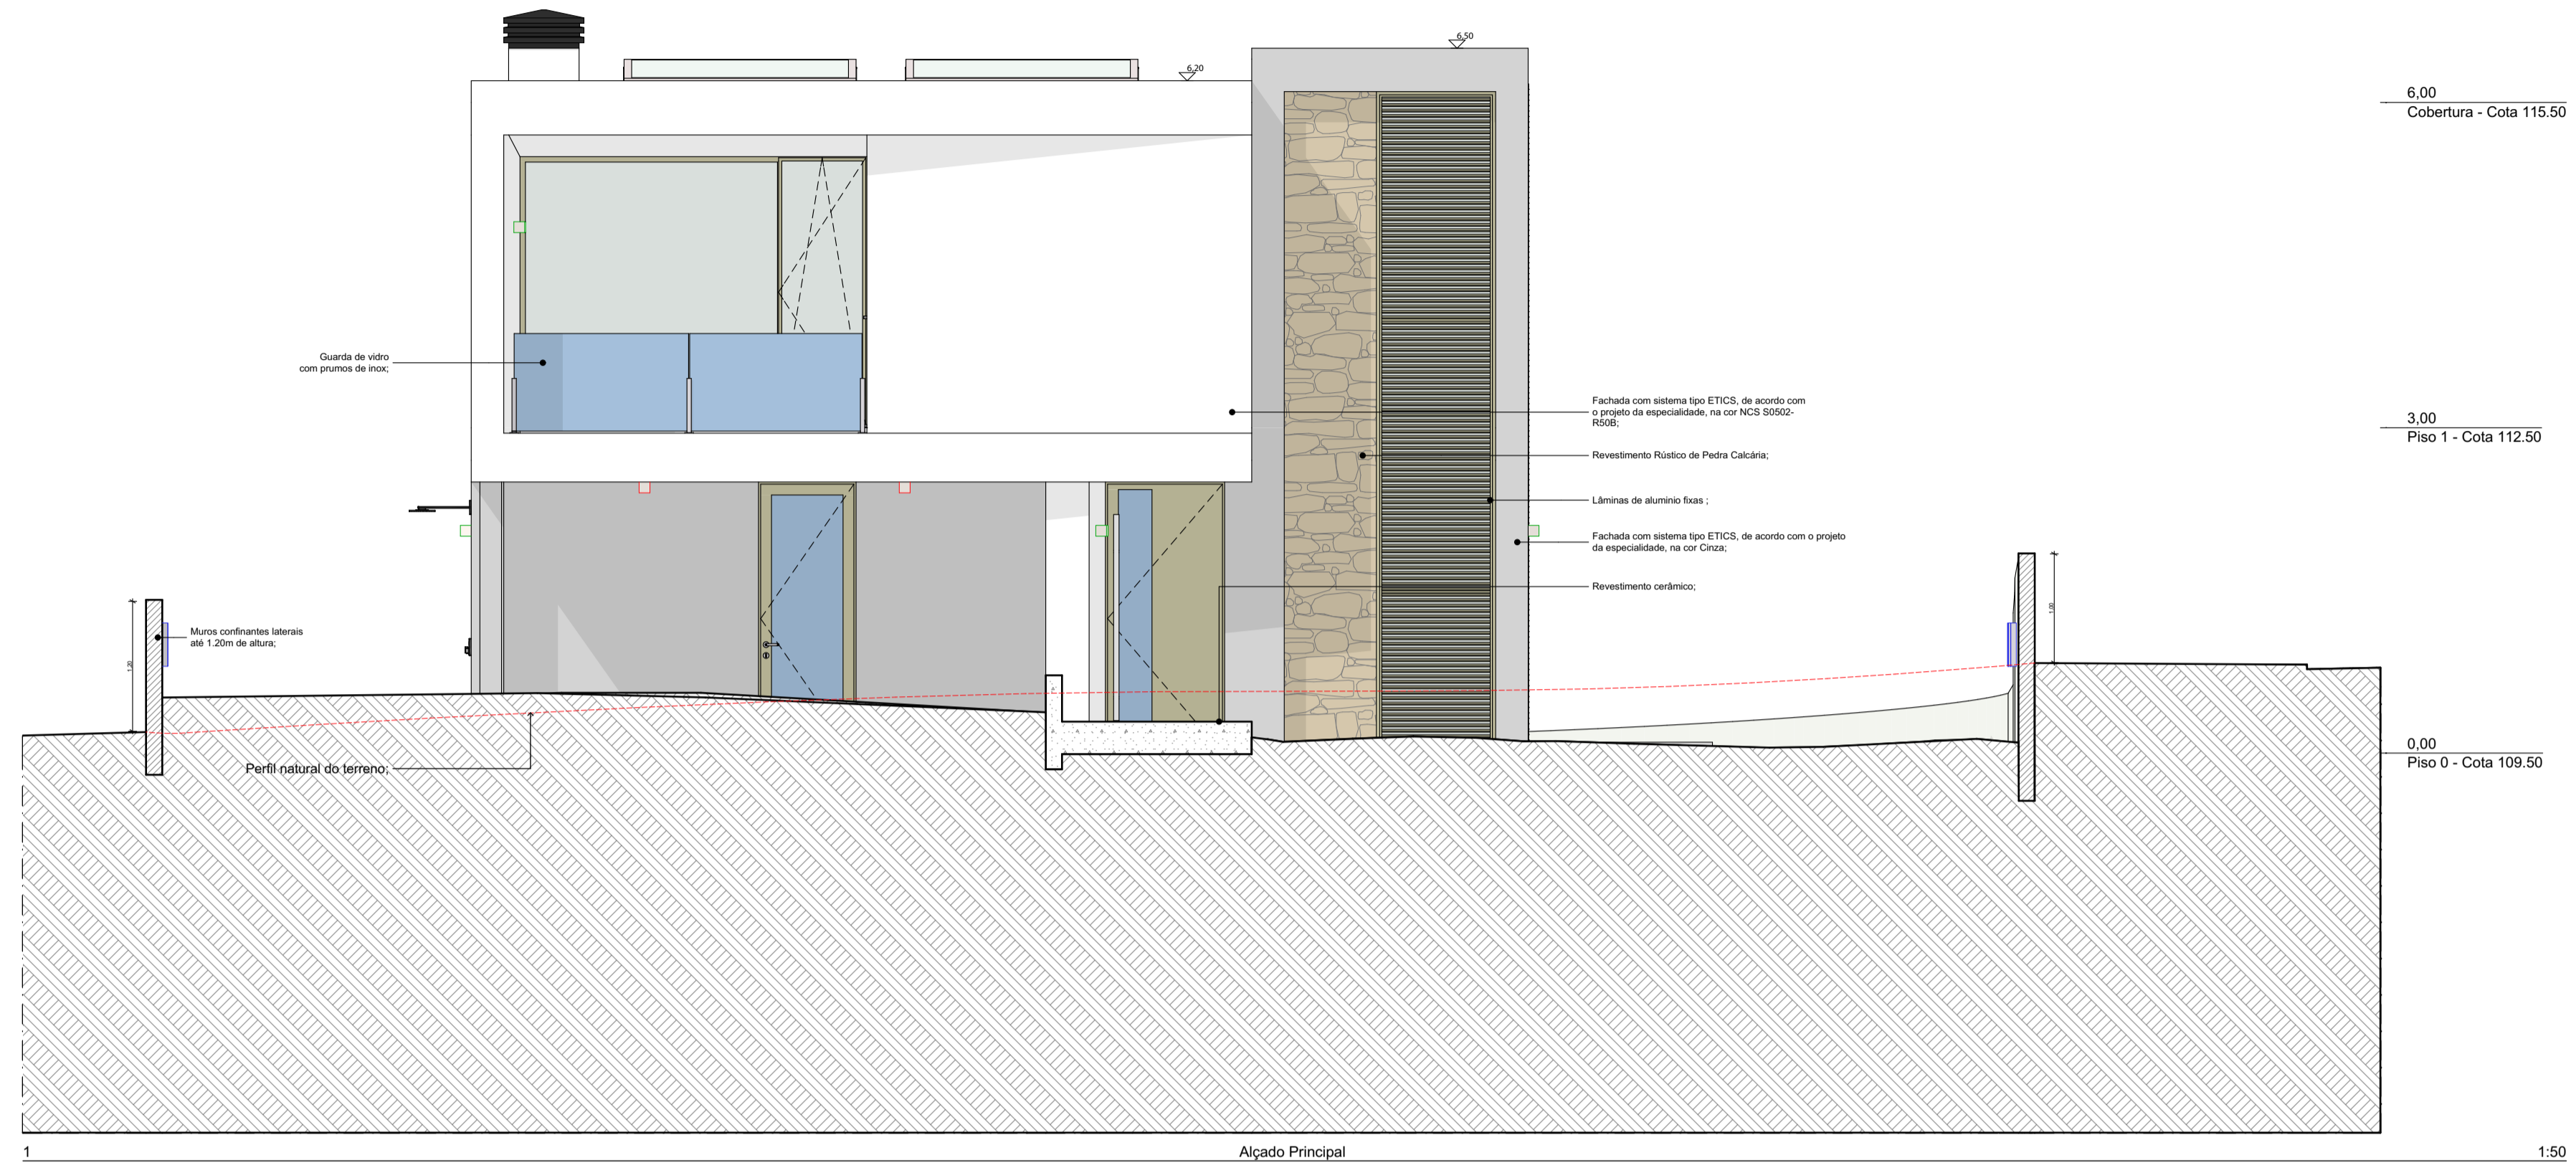 6,50
6,20
6,00
Cobertura - Cota 115.50
Guarda de vidro
com prumos de inox;
Fachada com sistema tipo ETICS, de acordo com
o projeto da especialidade, na cor NCS S0502-
R50B;
3,00
Piso 1 - Cota 112.50
Revestimento Rústico de Pedra Calcária;
Lâminas de aluminio fixas ;
Fachada com sistema tipo ETICS, de acordo com o projeto
da especialidade, na cor Cinza;
Revestimento cerâmico;
1.00
Muros confinantes laterais
até 1.20m de altura;
1.20
Perfil natural do terreno;
0,00
Piso 0 - Cota 109.50
1
Alçado Principal
1:50